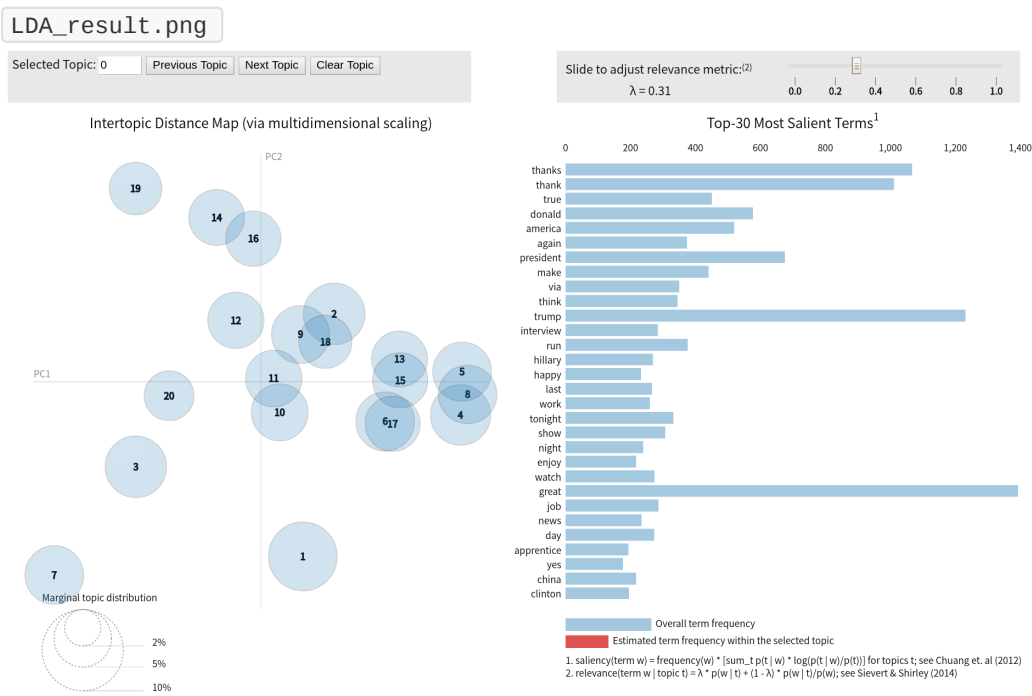 LDA_result.png
Selected Topic: 0 Previous Topic Next Topic Clear Topic
Slide to adjust relevance metric:(2)
λ = 0.31
0.0 0.2 0.4 0.6 0.8 1.0
Intertopic Distance Map (via multidimensional scaling)
PC2
PC1
19
14
16
12
2
9
18
13
5
11
15
8
20
10
4
6
17
3
1
7
Marginal topic distribution
2%
5%
10%
Top-30 Most Salient Terms1
0 200 400 600 800 1,000 1,200 1,400
thanks
thank
true
donald
america
again
president
make
via
think
trump
interview
run
hillary
happy
last
work
tonight
show
night
enjoy
watch
great
job
news
day
apprentice
yes
china
clinton
Overall term frequency
Estimated term frequency within the selected topic
1. saliency(term w) = frequency(w) * [sum_t p(t | w) * log(p(t | w)/p(t))] for topics t; see Chuang et. al (2012)
2. relevance(term w | topic t) = λ * p(w | t) + (1 - λ) * p(w | t)/p(w); see Sievert & Shirley (2014)